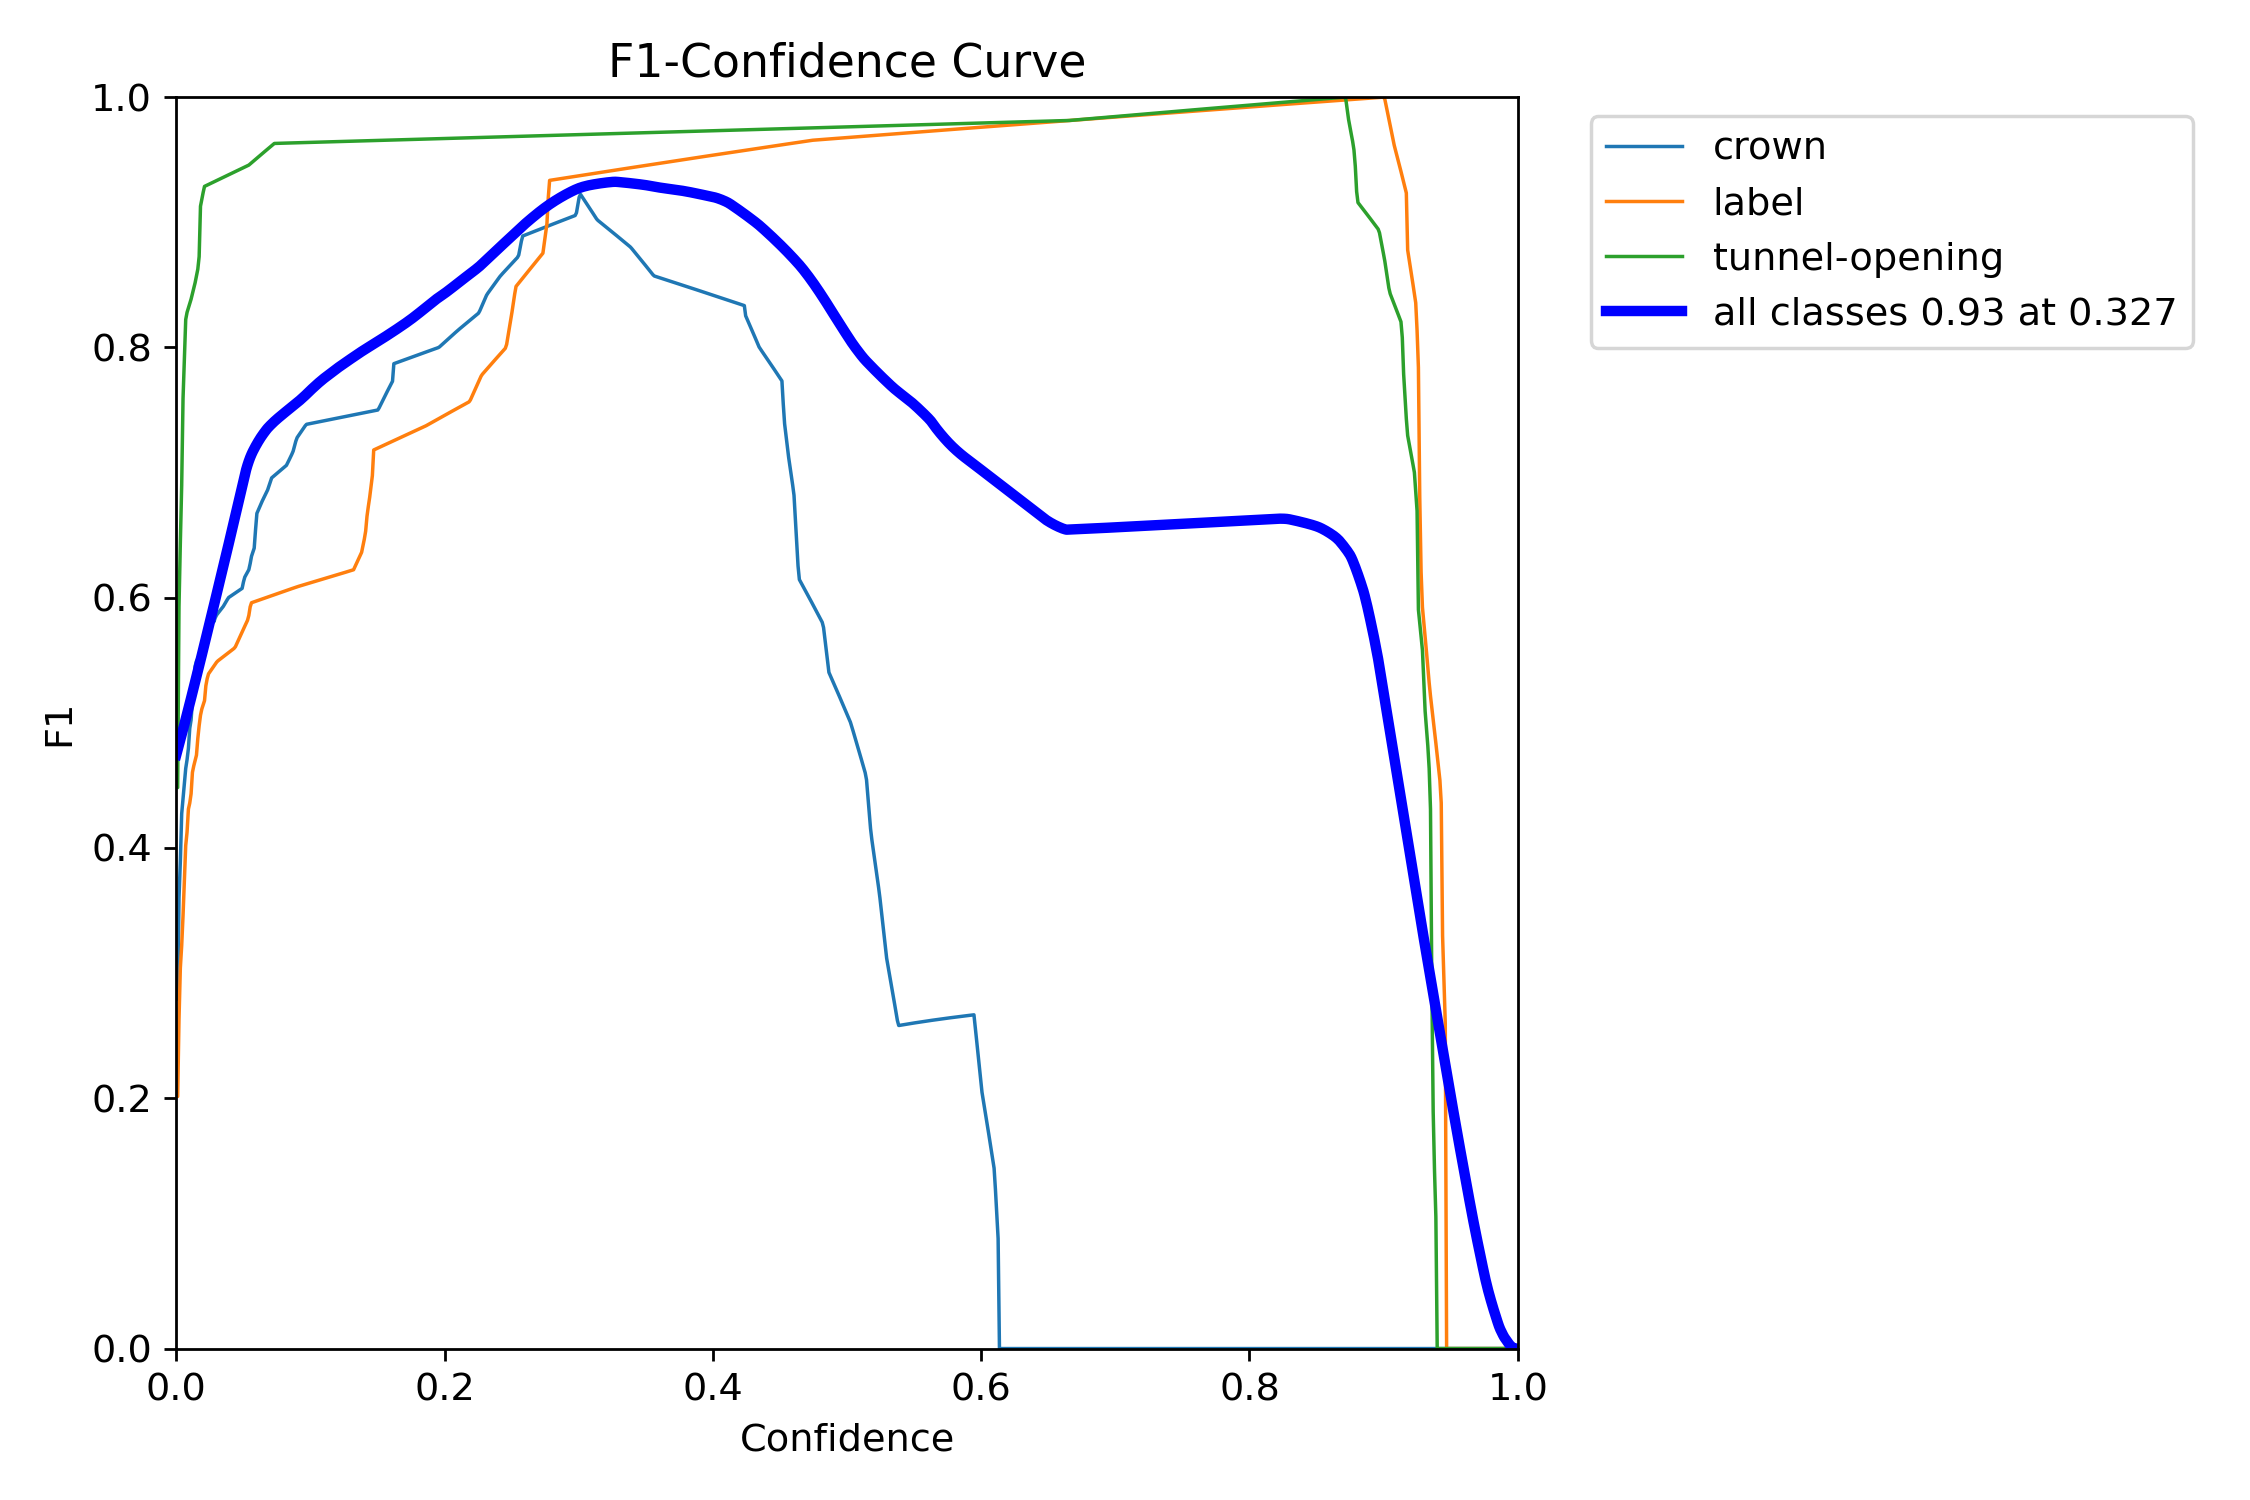 F1-Confidence Curve
1.0
0.8
0.6
0.4
0.2
0.0
F1
0.0 0.2 0.4 0.6 0.8 1.0
Confidence
crown
label
tunnel-opening
all classes 0.93 at 0.327